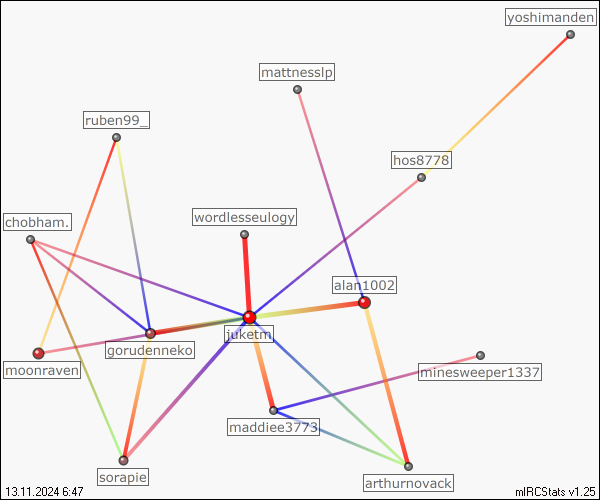 yoshimanden
mattnesslp
ruben99_
hos8778
chobham.
wordlesseulogy
alan1002
juketm
gorudenneko
moonraven
minesweeper1337
maddiee3773
sorapie
arthurnovack
13.11.2024 6:47
mIRCStats v1.25